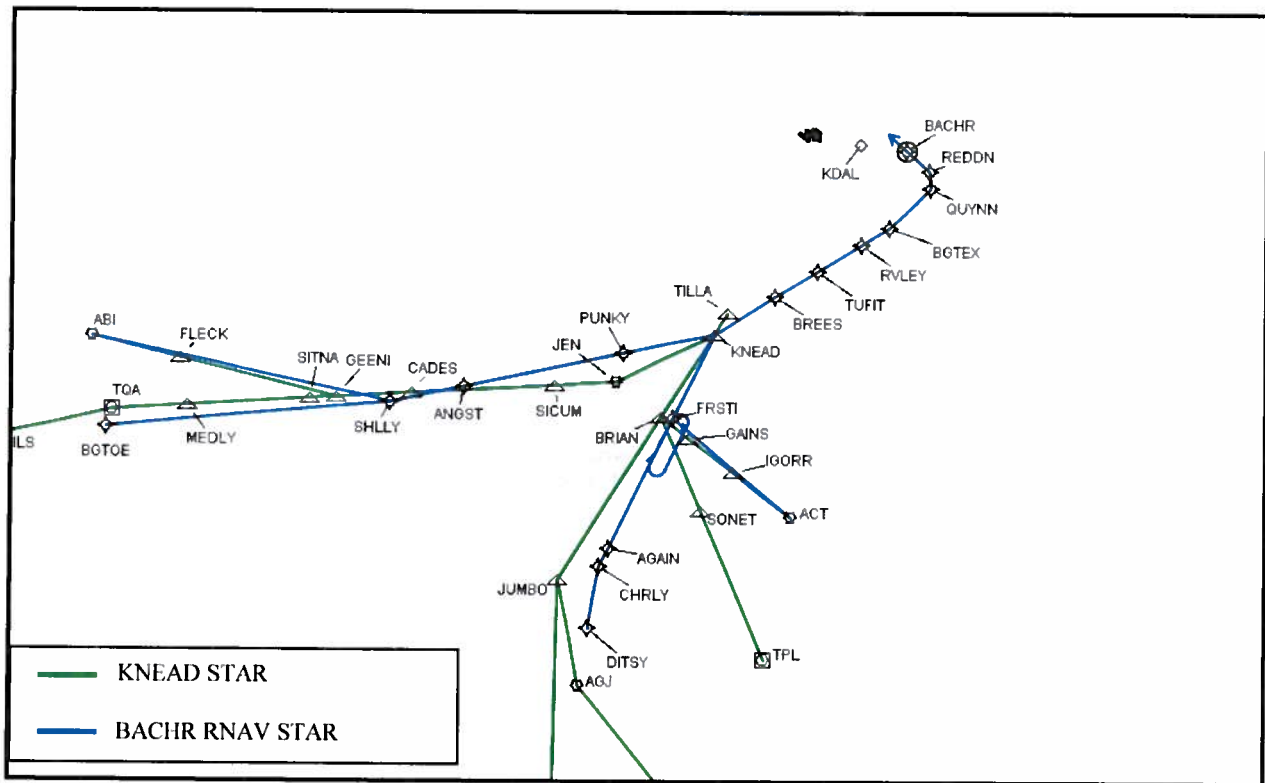 BACHR
REDDN
KDAL
QUYNN
BGTEX
RVLEY
TUFIT
TILLA
BREES
PUNKY
KNEAD
ABI
FLECK
JEN
SITNA
GEENI
CADES
TQA
ANGST
SICUM
FRSTI
ILS
BGTOE
MEDLY
SHLLY
BRIAN
GAINS
IGORR
SONET
ACT
AGAIN
JUMBO
CHRLY
DITSY
TPL
AGJ
KNEAD STAR
BACHR RNAV STAR